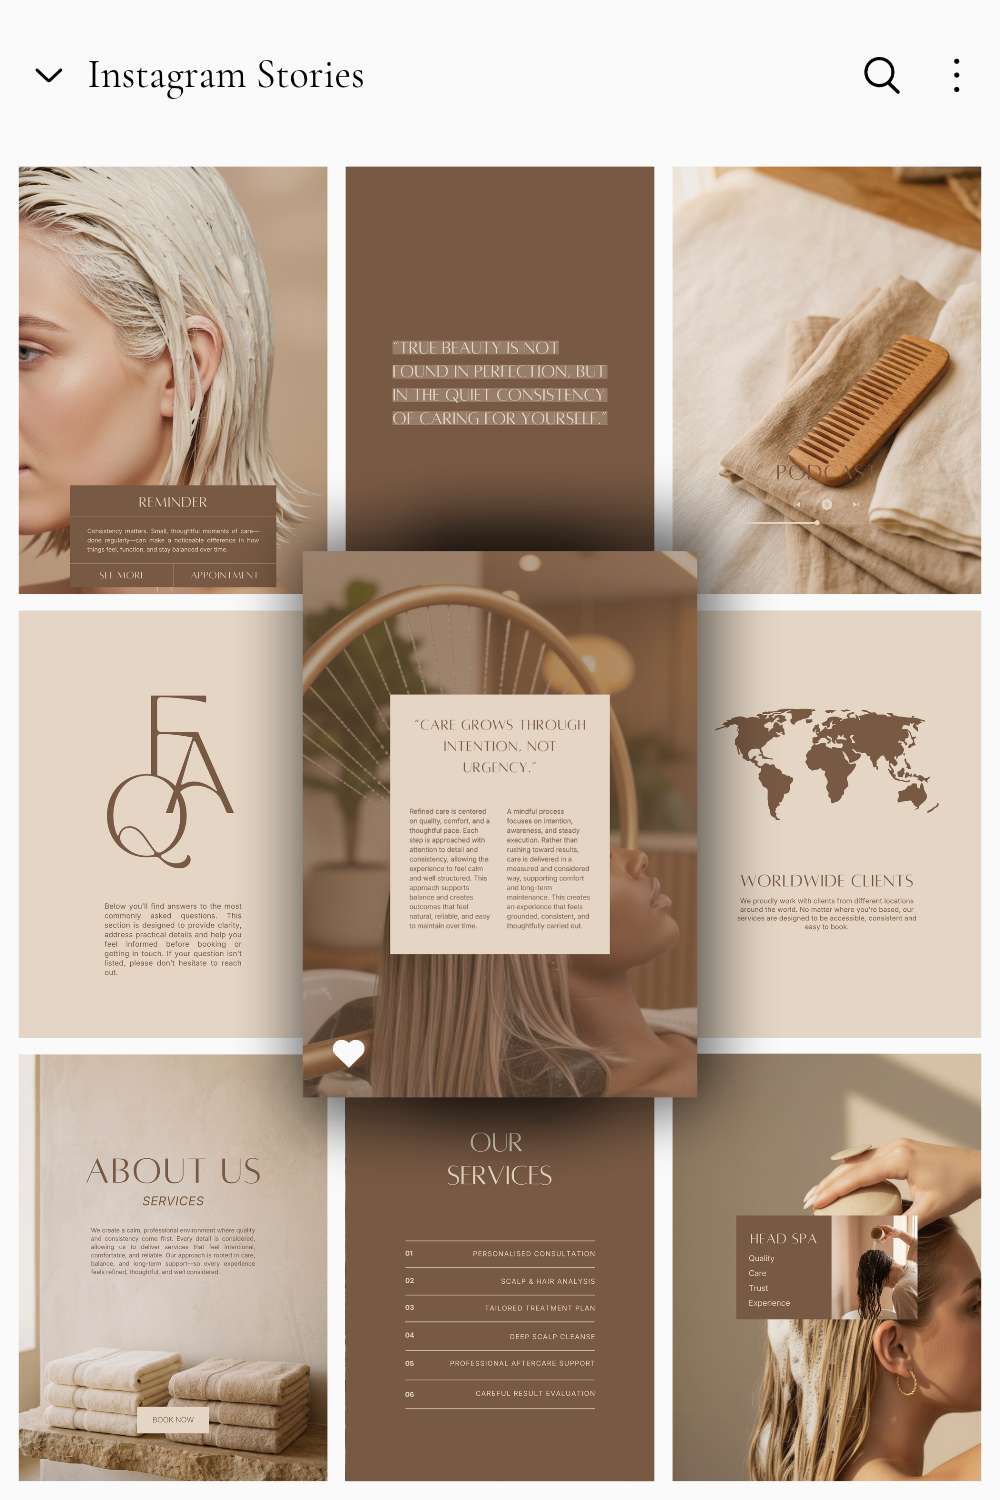 Instagram Stories
REMINDER
Consistency matters. Small, thoughtful moments of care—
done regularly—can make a noticeable difference in how
things feel, function, and stay balanced over time.
SEE MORE
APPOINTMENT
"TRUE BEAUTY IS NOT
FOUND IN PERFECTION, BUT
IN THE QUIET CONSISTENCY
OF CARING FOR YOURSELF."
PODCAST
F
Q A
Below you'll find answers to the most
commonly asked questions. This
section is designed to provide clarity,
address practical details and help you
feel informed before booking or
getting in touch. If your question isn't
listed, please don't hesitate to reach
out.
"CARE GROWS THROUGH
INTENTION, NOT
URGENCY."
Refined care is centered
on quality, comfort, and a
thoughtful pace. Each
step is approached with
attention to detail and
consistency, allowing the
experience to feel calm
and well structured. This
approach supports
balance and creates
outcomes that feel
natural, reliable, and easy
to maintain over time.
A mindful process
focuses on intention,
awareness, and steady
execution. Rather than
rushing toward results,
care is delivered in a
measured and considered
way, supporting comfort
and long-term
maintenance. This creates
an experience that feels
grounded, consistent, and
thoughtfully carried out.
WORLDWIDE CLIENTS
We proudly work with clients from different locations
around the world. No matter where you're based, our
services are designed to be accessible, consistent and
easy to book.
ABOUT US
SERVICES
We create a calm, professional environment where quality
and consistency come first. Every detail is considered,
allowing us to deliver services that feel intentional,
comfortable, and reliable. Our approach is rooted in care,
balance, and long-term support—so every experience
feels refined, thoughtful, and well considered.
BOOK NOW
OUR
SERVICES
01 PERSONALISED CONSULTATION
02 SCALP & HAIR ANALYSIS
03 TAILORED TREATMENT PLAN
04 DEEP SCALP CLEANSE
05 PROFESSIONAL AFTERCARE SUPPORT
06 CAREFUL RESULT EVALUATION
HEAD SPA
Quality
Care
Trust
Experience